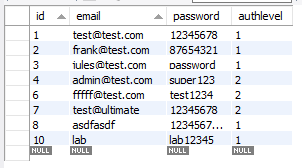 id email password authlevel
1 test@test.com 12345678 1
2 frank@test.com 87654321 1
3 iules@test.com password 1
4 admin@test.com super123 2
6 fffff@test.com test1234 2
7 test@ultimate 12345678 2
8 asdfasdf 1234567... 1
10 lab lab12345 1
NULL NULL NULL NULL